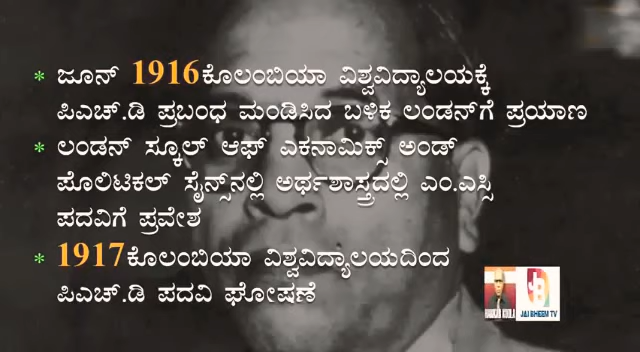 * ಜೂನ್ 1916ಕೊಲಂಬಿಯಾ ವಿಶ್ವವಿದ್ಯಾಲಯಕ್ಕೆ
ಪಿಎಚ್.ಡಿ ಪ್ರಬಂಧ ಮಂಡಿಸಿದ ಬಳಿಕ ಲಂಡನ್‌ಗೆ ಪ್ರಯಾಣ
* ಲಂಡನ್ ಸ್ಕೂಲ್ ಆಫ್ ಎಕನಾಮಿಕ್ಸ್ ಅಂಡ್
ಪೊಲಿಟಿಕಲ್ ಸೈನ್ಸ್‌ನಲ್ಲಿ ಅರ್ಥಶಾಸ್ತ್ರದಲ್ಲಿ ಎಂ.ಎಸ್ಸಿ
ಪದವಿಗೆ ಪ್ರವೇಶ
* 1917ಕೊಲಂಬಿಯಾ ವಿಶ್ವವಿದ್ಯಾಲಯದಿಂದ
ಪಿಎಚ್.ಡಿ ಪದವಿ ಘೋಷಣೆ
JAI BHEEM TV